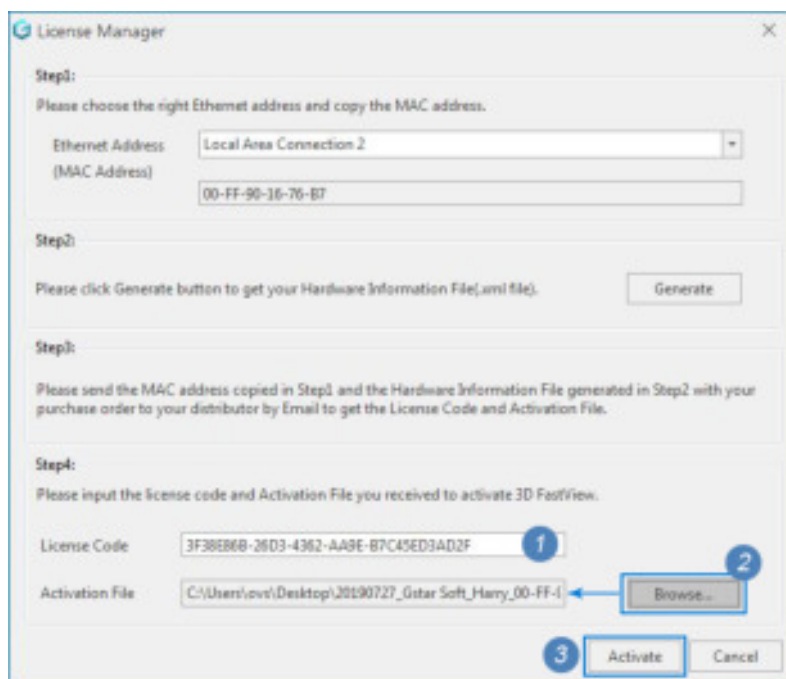 License Manager
Step1:
Please choose the right Ethernet address and copy the MAC address.
Ethernet Address
Local Area Connection 2
(MAC Address)
00-FF-90-16-76-B7
Step2:
Please click Generate button to get your Hardware Information File(.xml file).
Generate
Step3:
Please send the MAC address copied in Step1 and the Hardware Information File generated in Step2 with your
purchase order to your distributor by Email to get the License Code and Activation File.
Step4:
Please input the license code and Activation File you received to activate 3D FastView.
License Code
3F38E86B-26D3-4362-AA9E-B7C45ED3AD2F
1
2
Activation File
C:\Users\ovs\Desktop\20190727_Gstar Soft_Harry_00-FF-
Browse...
3
Activate
Cancel